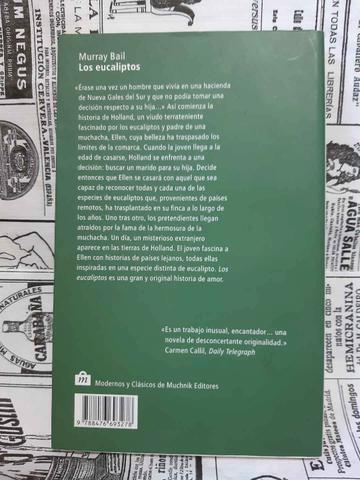 Murray Bail
Los eucaliptos
«Érase una vez un hombre que vivía en una hacienda
de Nueva Gales del Sur y que no podía tomar una
decisión respecto a su hija...» Así comienza la
historia de Holland, un viudo terrateniente
fascinado por los eucaliptos y padre de una
muchacha, Ellen, cuya belleza ha traspasado los
límites de la comarca. Cuando la joven llega a la
edad de casarse, Holland se enfrenta a una
decisión: buscar un marido para su hija. Decide
entonces que Ellen se casará con aquel que sea
capaz de reconocer todas y cada una de las
especies de eucaliptos que, provenientes de países
remotos, ha trasplantado en su finca a lo largo de
los años. Uno tras otro, los pretendientes llegan
atraídos por la fama de la hermosura de la
muchacha. Un día, un misterioso extranjero
aparece en las tierras de Holland. El joven fascina a
Ellen con historias de países lejanos, todas ellas
inspiradas en una especie distinta de eucalipto. Los
eucaliptos es una gran y original historia de amor.
«Es un trabajo inusual, encantador... una
novela de desconcertante originalidad.»
Carmen Callil, Daily Telegraph
m
Modernos y Clásicos de Muchnik Editores
9 788476 693278
M NEGUS
INSTITUCION
CERVERA
VALENCIA
LIBRERÍAS
AGUA SALLE
AGUAS MINERALES NATURALES
CARABAÑA